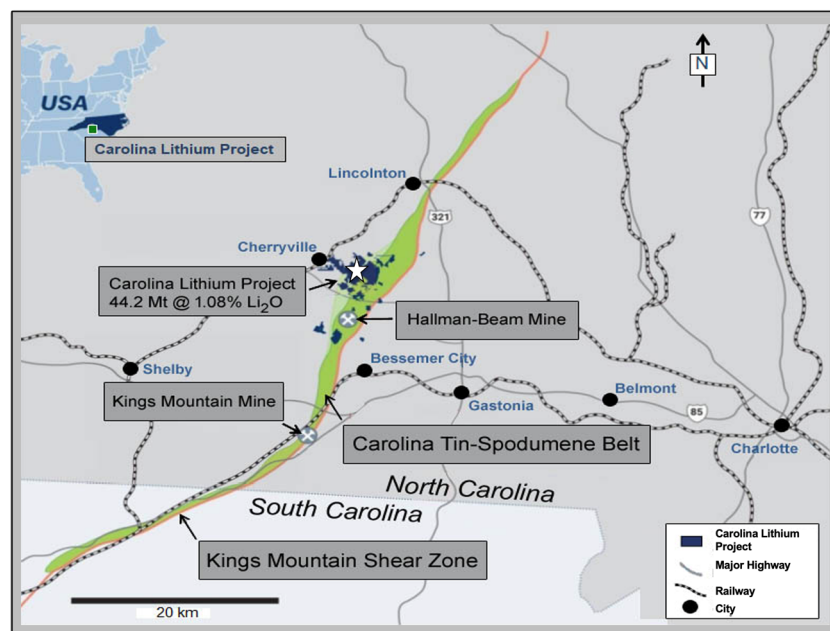 USA
Carolina Lithium Project
N
Lincolnton
321
77
Cherryville
Carolina Lithium Project
44.2 Mt @ 1.08% Li₂O
Hallman-Beam Mine
Bessemer City
Shelby
Belmont
Kings Mountain Mine
Gastonia
85
Carolina Tin-Spodumene Belt
Charlotte
North Carolina
South Carolina
Kings Mountain Shear Zone
20 km
Carolina Lithium
Project
Major Highway
Railway
City